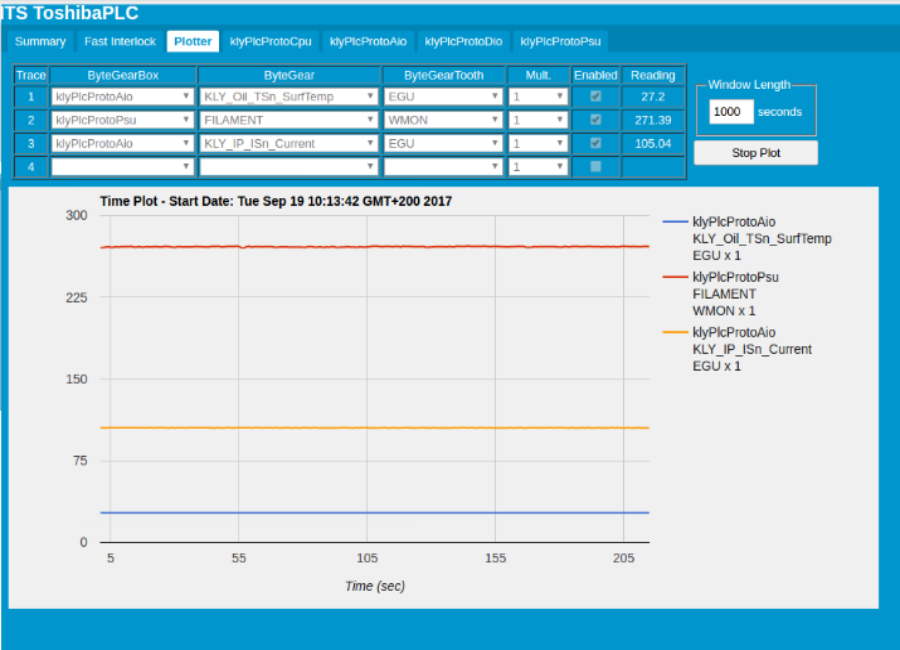 ITS ToshibaPLC
Summary Fast Interlock Plotter klyPlcProtoCpu klyPlcProtoAio klyPlcProtoDio klyPlcProtoPsu
Trace ByteGearBox ByteGear ByteGearTooth Mult. Enabled Reading
1 klyPlcProtoAio KLY_Oil_TSn_SurfTemp EGU 1 27.2
2 klyPlcProtoPsu FILAMENT WMON 1 271.39
3 klyPlcProtoAio KLY_IP_ISn_Current EGU 1 105.04
4 1
Window Length
1000 seconds
Stop Plot
Time Plot - Start Date: Tue Sep 19 10:13:42 GMT+200 2017
300
225
150
75
0
5 55 105 155 205
Time (sec)
klyPlcProtoAio
KLY_Oil_TSn_SurfTemp
EGU x 1
klyPlcProtoPsu
FILAMENT
WMON x 1
klyPlcProtoAio
KLY_IP_ISn_Current
EGU x 1